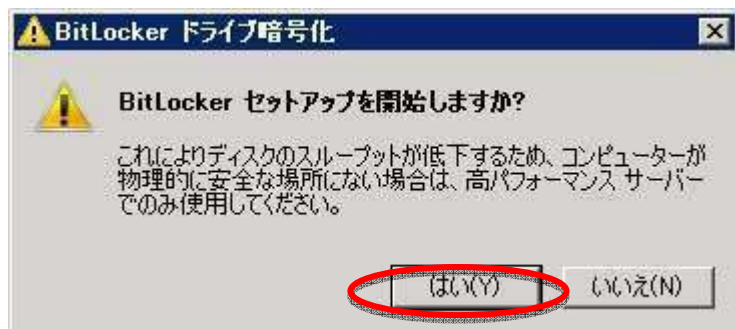 BitLocker ドライブ暗号化
BitLocker セットアップを開始しますか?
これによりディスクのスループットが低下するため、コンピューターが
物理的に安全な場所にない場合は、高パフォーマンス サーバー
でのみ使用してください。
はい(Y)
いいえ(N)